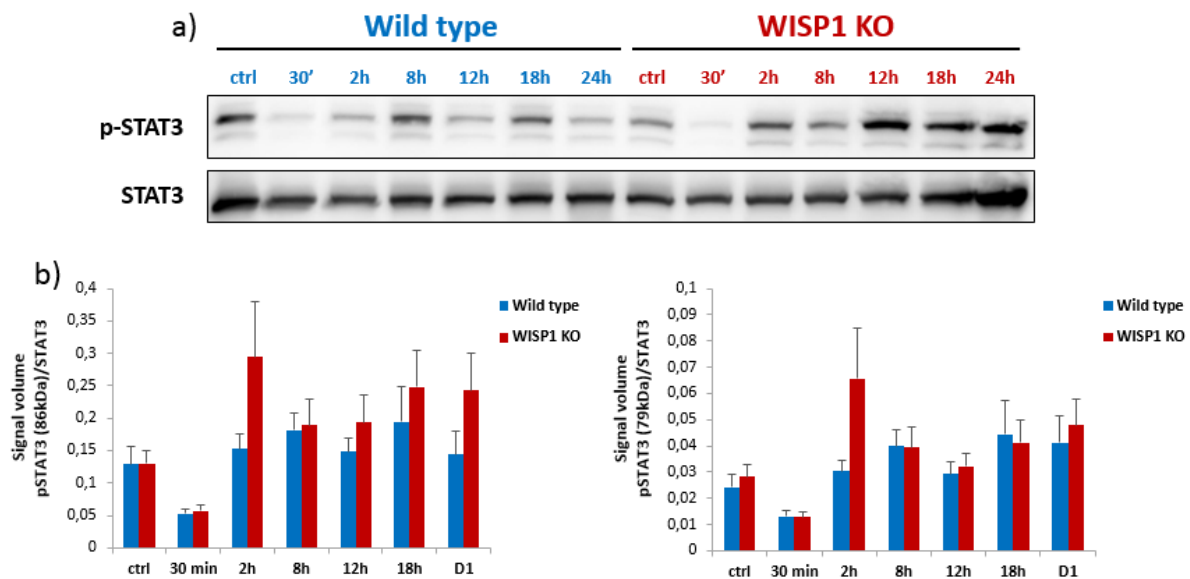 a)
Wild type WISP1 KO
ctrl 30' 2h 8h 12h 18h 24h ctrl 30' 2h 8h 12h 18h 24h
p-STAT3
STAT3
b)
Signal volume
pSTAT3 (86kDa)/STAT3
0,4
0,35
0,3
0,25
0,2
0,15
0,1
0,05
0
ctrl 30 min 2h 8h 12h 18h D1
Wild type
WISP1 KO
Signal volume
pSTAT3 (79kDa)/STAT3
0,1
0,09
0,08
0,07
0,06
0,05
0,04
0,03
0,02
0,01
0
ctrl 30 min 2h 8h 12h 18h D1
Wild type
WISP1 KO